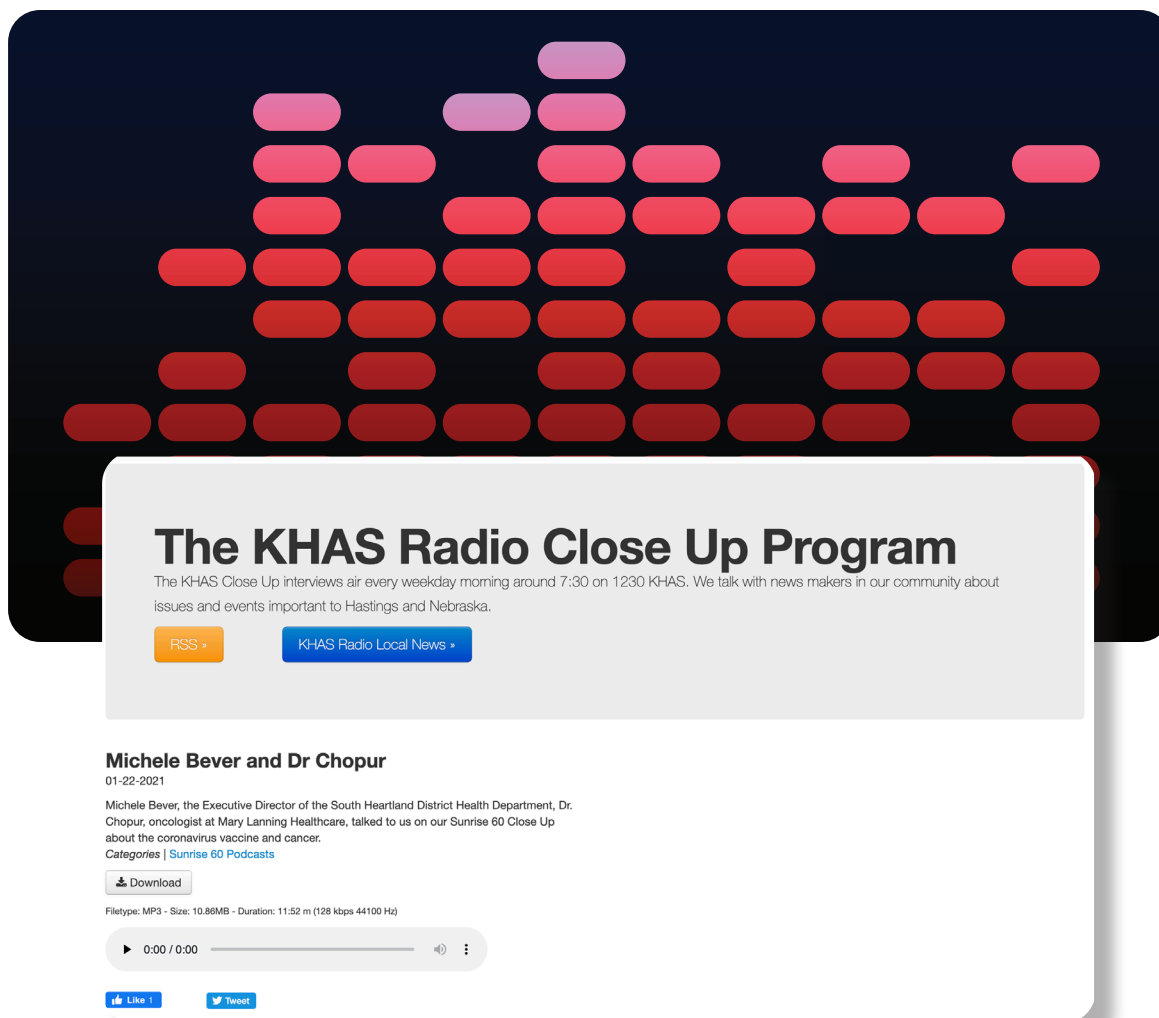 The KHAS Radio Close Up Program
The KHAS Close Up interviews air every weekday morning around 7:30 on 1230 KHAS. We talk with news makers in our community about
issues and events important to Hastings and Nebraska.
RSS »
KHAS Radio Local News »
Michele Bever and Dr Chopur
01-22-2021
Michele Bever, the Executive Director of the South Heartland District Health Department, Dr.
Chopur, oncologist at Mary Lanning Healthcare, talked to us on our Sunrise 60 Close Up
about the coronavirus vaccine and cancer.
Categories | Sunrise 60 Podcasts
Download
Filetype: MP3 - Size: 10.86MB - Duration: 11:52 m (128 kbps 44100 Hz)
0:00 / 0:00
Like 1
Tweet